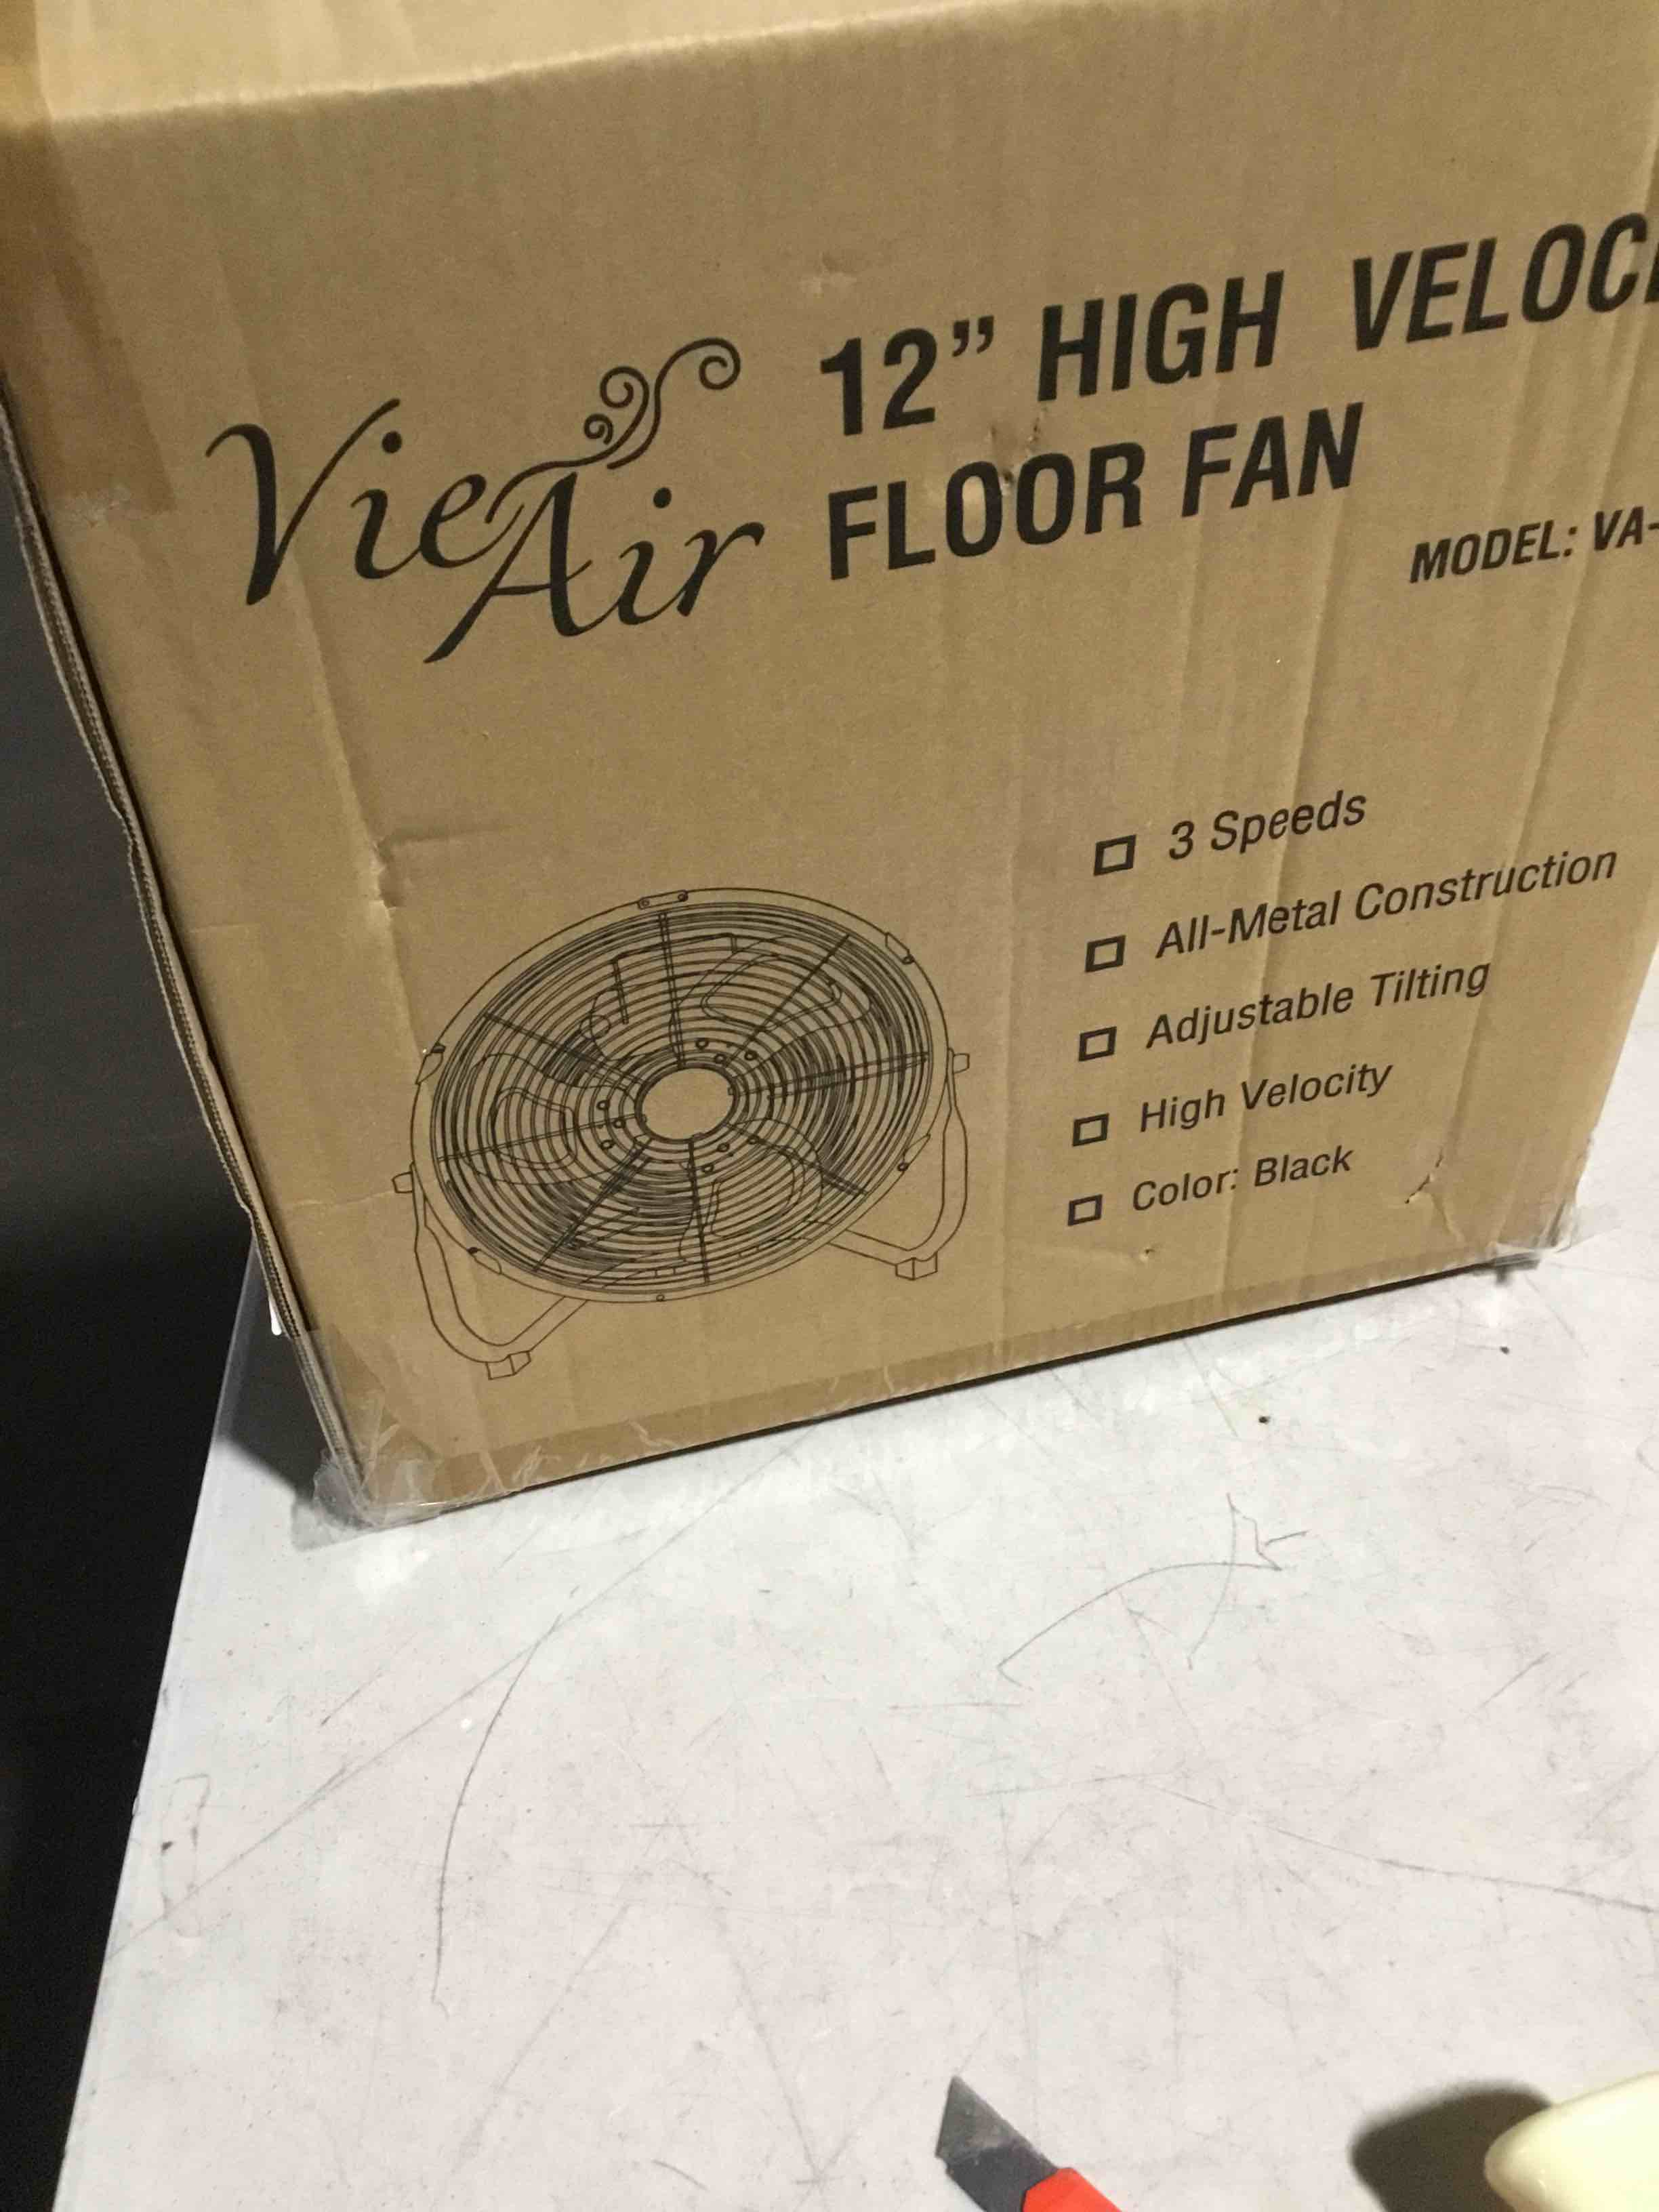 Vie Air
12” HIGH VELOCI
FLOOR FAN
MODEL: VA-
3 Speeds
All-Metal Construction
Adjustable Tilting
High Velocity
Color: Black